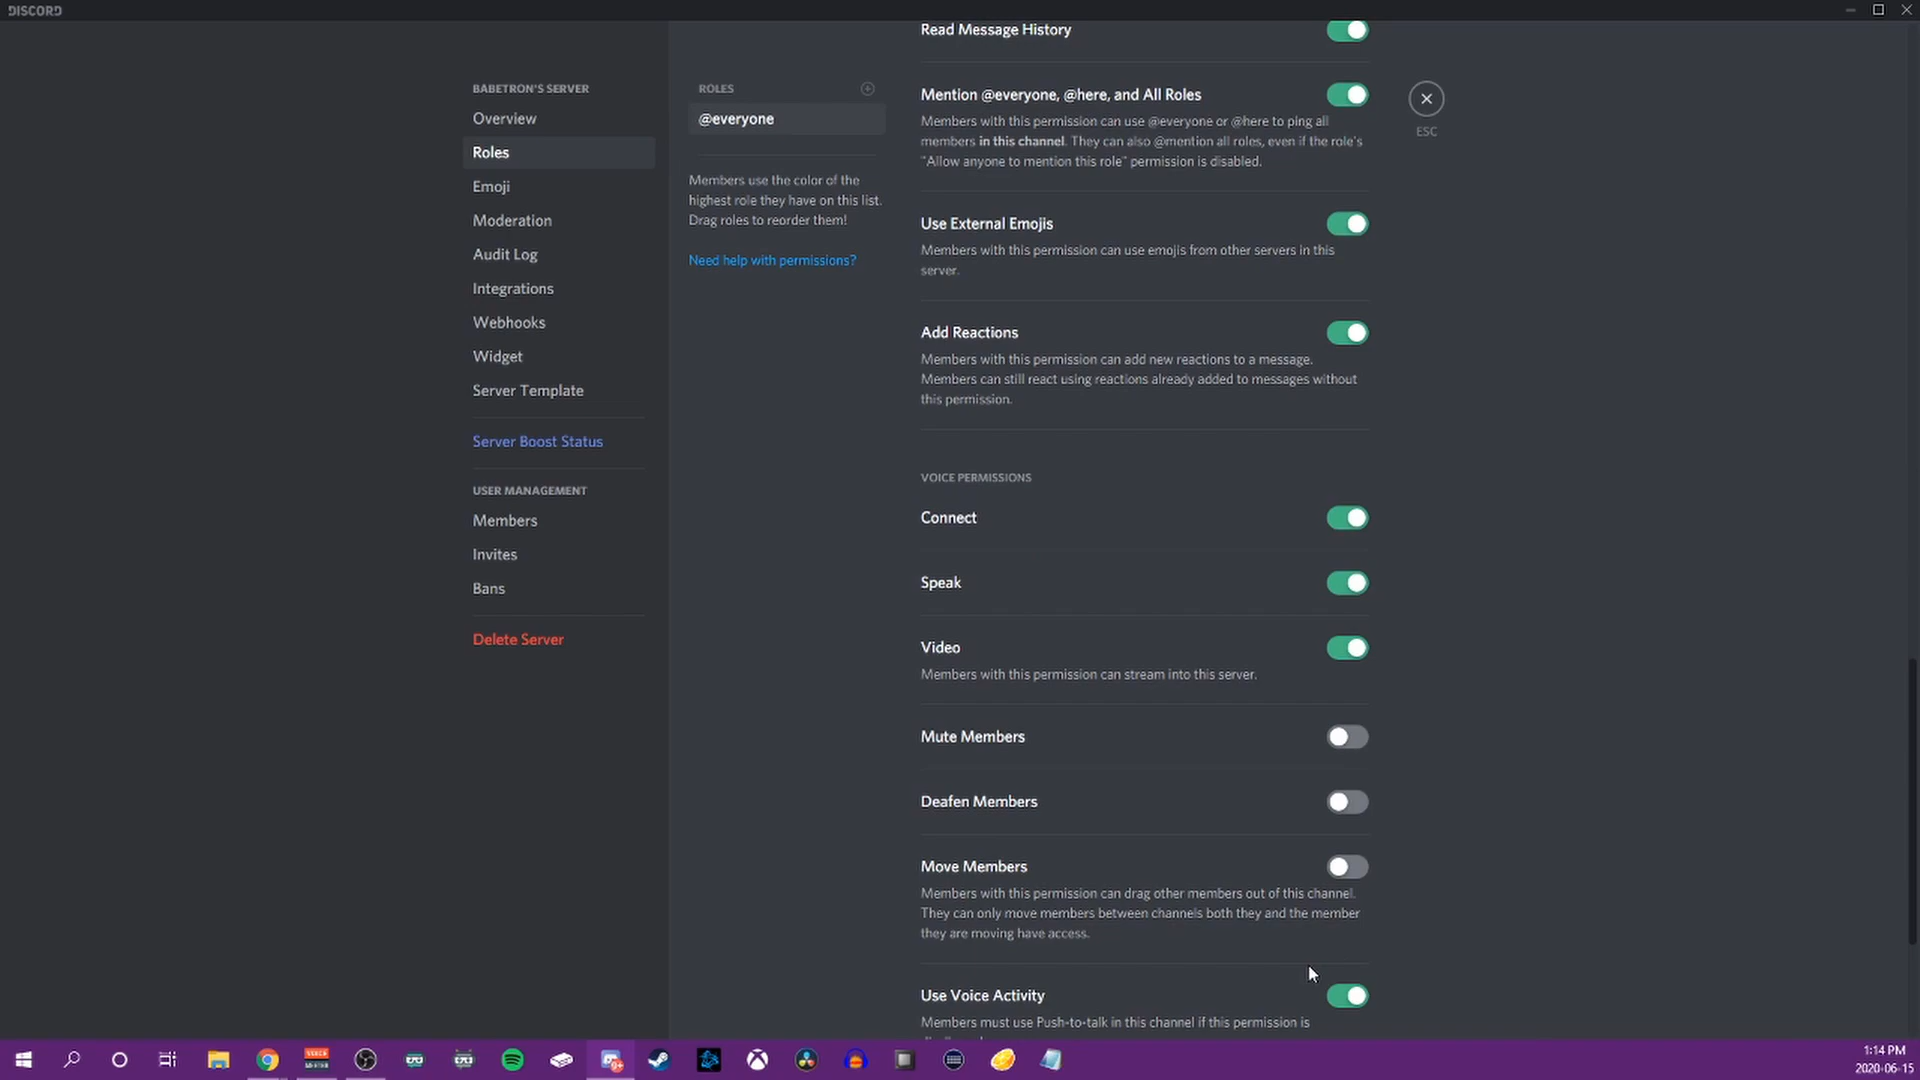 DISCORD
BABETRON'S SERVER
Overview
Roles
Emoji
Moderation
Audit Log
Integrations
Webhooks
Widget
Server Template
Server Boost Status
USER MANAGEMENT
Members
Invites
Bans
Delete Server
ROLES
@everyone
Members use the color of the
highest role they have on this list.
Drag roles to reorder them!
Need help with permissions?
Read Message History
Mention @everyone, @here, and All Roles
Members with this permission can use @everyone or @here to ping all
members in this channel. They can also @mention all roles, even if the role's
"Allow anyone to mention this role" permission is disabled.
Use External Emojis
Members with this permission can use emojis from other servers in this
server.
Add Reactions
Members with this permission can add new reactions to a message.
Members can still react using reactions already added to messages without
this permission.
VOICE PERMISSIONS
Connect
Speak
Video
Members with this permission can stream into this server.
Mute Members
Deafen Members
Move Members
Members with this permission can drag other members out of this channel.
They can only move members between channels both they and the member
they are moving have access.
Use Voice Activity
Members must use Push-to-talk in this channel if this permission is
ESC
VOICE
9+
1:14 PM
2020-06-15